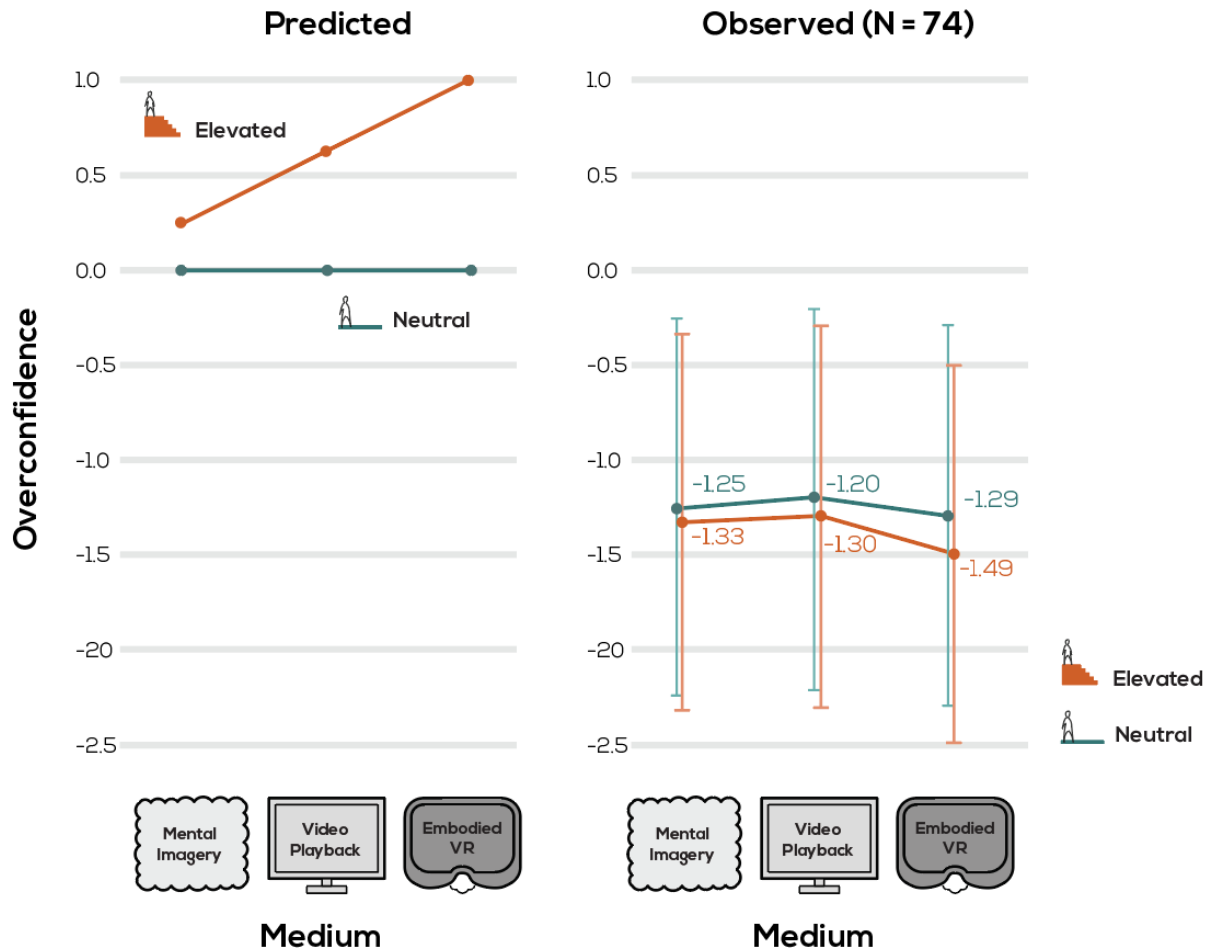 Predicted
Observed (N = 74)
Overconfidence
1.0
0.5
0.0
-0.5
-1.0
-1.5
-20
-2.5
Elevated
Neutral
Mental
Imagery
Video
Playback
Embodied
VR
Medium
1.0
0.5
0.0
-0.5
-1.0
-1.5
-20
-2.5
-1.25
-1.20
-1.29
-1.33
-1.30
-1.49
Elevated
Neutral
Mental
Imagery
Video
Playback
Embodied
VR
Medium